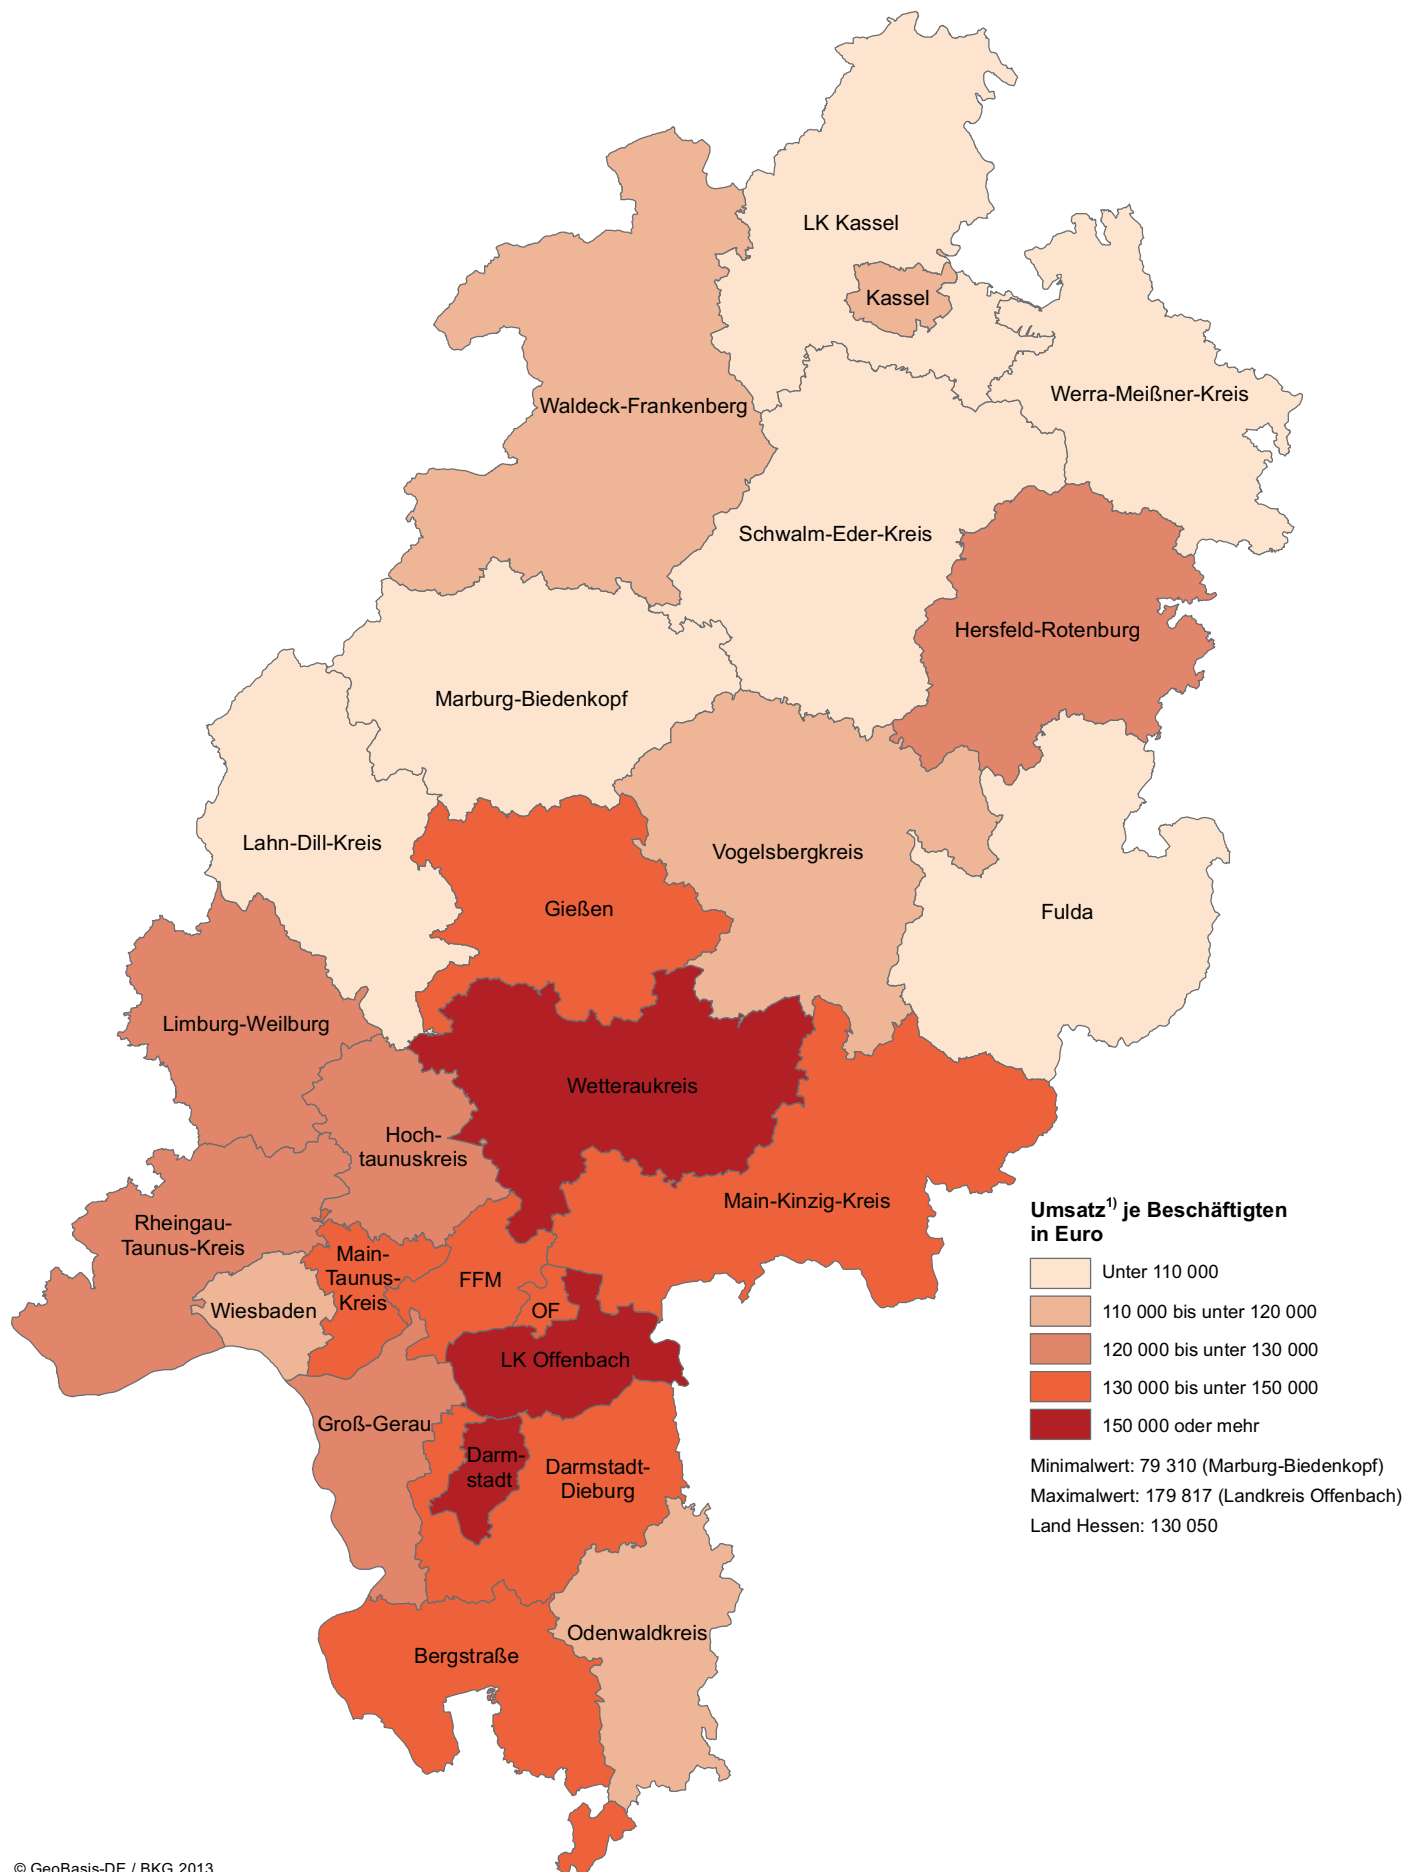 LK Kassel
Kassel
Werra-Meißner-Kreis
Waldeck-Frankenberg
Schwalm-Eder-Kreis
Hersfeld-Rotenburg
Marburg-Biedenkopf
Lahn-Dill-Kreis
Vogelsbergkreis
Gießen
Fulda
Limburg-Weilburg
Wetteraukreis
Hoch-
taunuskreis
Main-Kinzig-Kreis
Rheingau-
Taunus-Kreis
Main-
Taunus-
Kreis
FFM
Wiesbaden
OF
LK Offenbach
Groß-Gerau
Darm-
stadt
Darmstadt-
Dieburg
Odenwaldkreis
Bergstraße
Umsatz1) je Beschäftigten
in Euro
Unter 110 000
110 000 bis unter 120 000
120 000 bis unter 130 000
130 000 bis unter 150 000
150 000 oder mehr
Minimalwert: 79 310 (Marburg-Biedenkopf)
Maximalwert: 179 817 (Landkreis Offenbach)
Land Hessen: 130 050
© GeoBasis-DE / BKG 2013